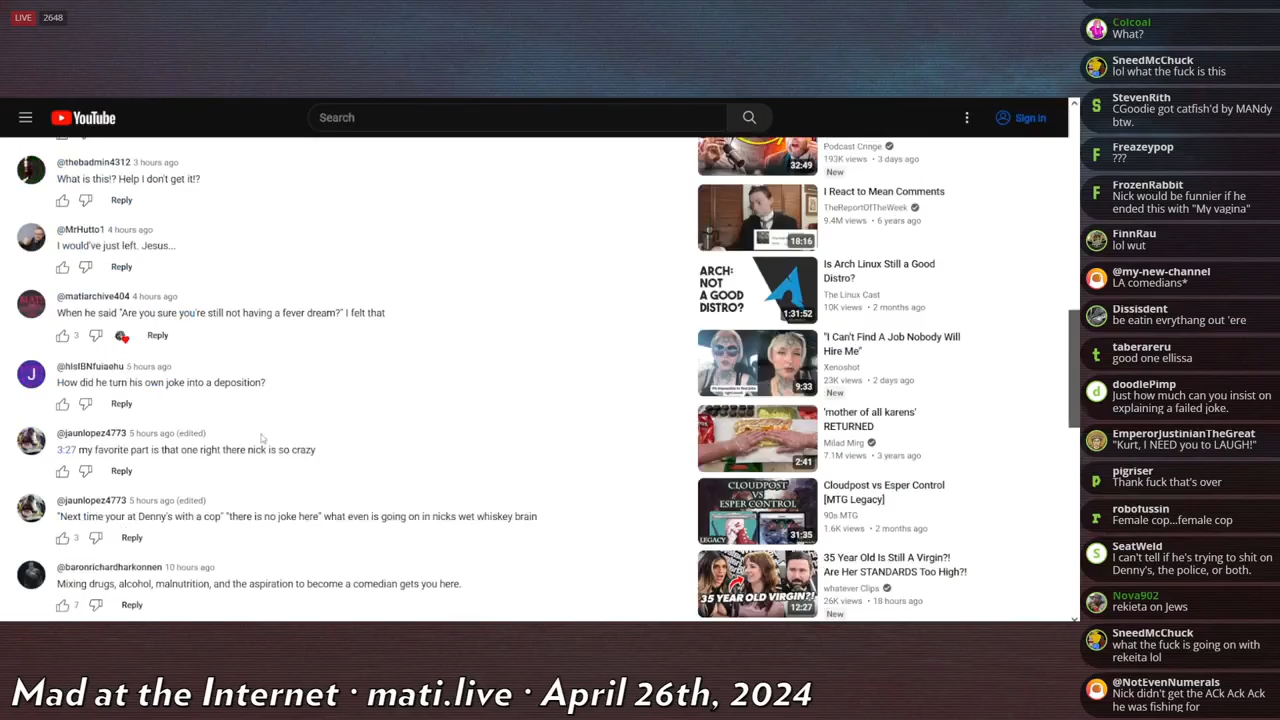 LIVE 2648
YouTube
Search
Sign in
@thebadmin4312 3 hours ago
What is this!? Help I don't get it!?
Reply
@MrHutto1 4 hours ago
I would've just left. Jesus...
Reply
@matiarchive404 4 hours ago
When he said "Are you sure you're still not having a fever dream?" I felt that
3 Reply
J
@hlsIBNfuiaehu 5 hours ago
How did he turn his own joke into a deposition?
Reply
@jaunlopez4773 5 hours ago (edited)
3:27 my favorite part is that one right there nick is so crazy
Reply
@jaunlopez4773 5 hours ago (edited)
"Next time your at Denny's with a cop" "there is no joke here" what even is going on in nicks wet whiskey brain
3 Reply
@baronrichardharkonnen 10 hours ago
Mixing drugs, alcohol, malnutrition, and the aspiration to become a comedian gets you here.
7 Reply
32:49
Podcast Cringe
193K views • 3 days ago
New
18:16
I React to Mean Comments
TheReportOfTheWeek
9.4M views • 6 years ago
ARCH:
NOT
A GOOD
DISTRO?
1:31:52
Is Arch Linux Still a Good
Distro?
The Linux Cast
10K views • 2 months ago
9:33
"I Can't Find A Job Nobody Will
Hire Me"
Xenoshot
23K views • 2 days ago
New
2:41
'mother of all karens'
RETURNED
Milad Mirg
7.1M views • 3 years ago
CLOUDPOST
VS
ESPER CONTROL
LEGACY
31:35
Cloudpost vs Esper Control
[MTG Legacy]
90s MTG
1.6K views • 2 months ago
35 YEAR OLD VIRGIN?!
12:27
35 Year Old Is Still A Virgin?!
Are Her STANDARDS Too High?!
whatever Clips
26K views • 18 hours ago
New
Colcoal
What?
SneedMcChuck
lol what the fuck is this
S
StevenRith
CGoodie got catfish'd by MANdy
btw.
F
Freazeypop
???
F
FrozenRabbit
Nick would be funnier if he
ended this with "My vagina"
FinnRau
lol wut
@my-new-channel
LA comedians*
Dissisdent
be eatin evrything out 'ere
t
taberareru
good one ellissa
d
doodlePimp
Just how much can you insist on
explaining a failed joke.
EmperorJustinianTheGreat
"Kurt, I NEED you to LAUGH!"
p
pigriser
Thank fuck that's over
r
robotussin
Female cop...female cop
S
SeatWeld
I can't tell if he's trying to shit on
Denny's, the police, or both.
Nova902
rekieta on Jews
SneedMcChuck
what the fuck is going on with
rekeita lol
@NotEvenNumerals
Nick didn't get the ACk Ack Ack
he was fishing for
Mad at the Internet · mati.live · April 26th, 2024